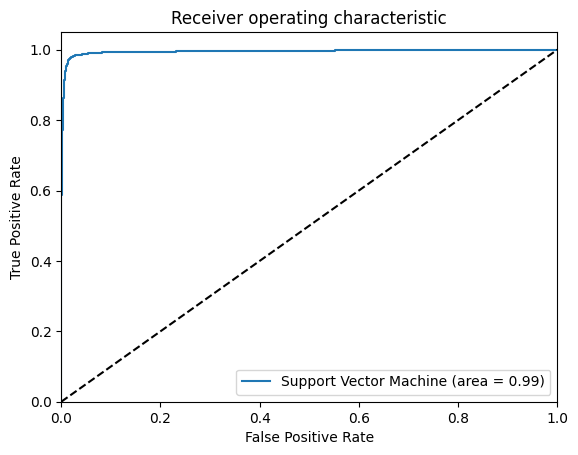 Receiver operating characteristic
True Positive Rate
1.0
0.8
0.6
0.4
0.2
0.0
Support Vector Machine (area = 0.99)
0.0 0.2 0.4 0.6 0.8 1.0
False Positive Rate